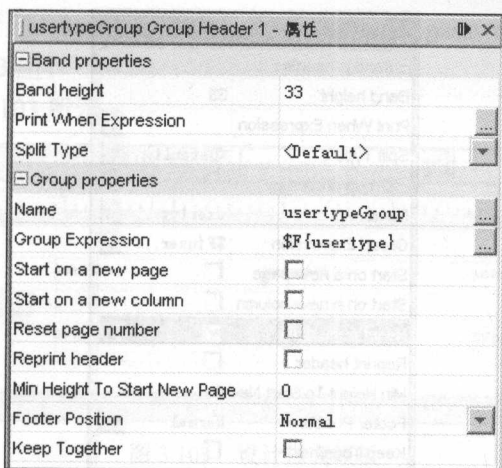 usertypeGroup Group Header 1 - 属性
Band properties
Band height 33
Print When Expression ...
Split Type <Default>
Group properties
Name usertypeGroup ...
Group Expression $F{usertype} ...
Start on a new page
Start on a new column
Reset page number
Reprint header
Min Height To Start New Page 0
Footer Position Normal
Keep Together